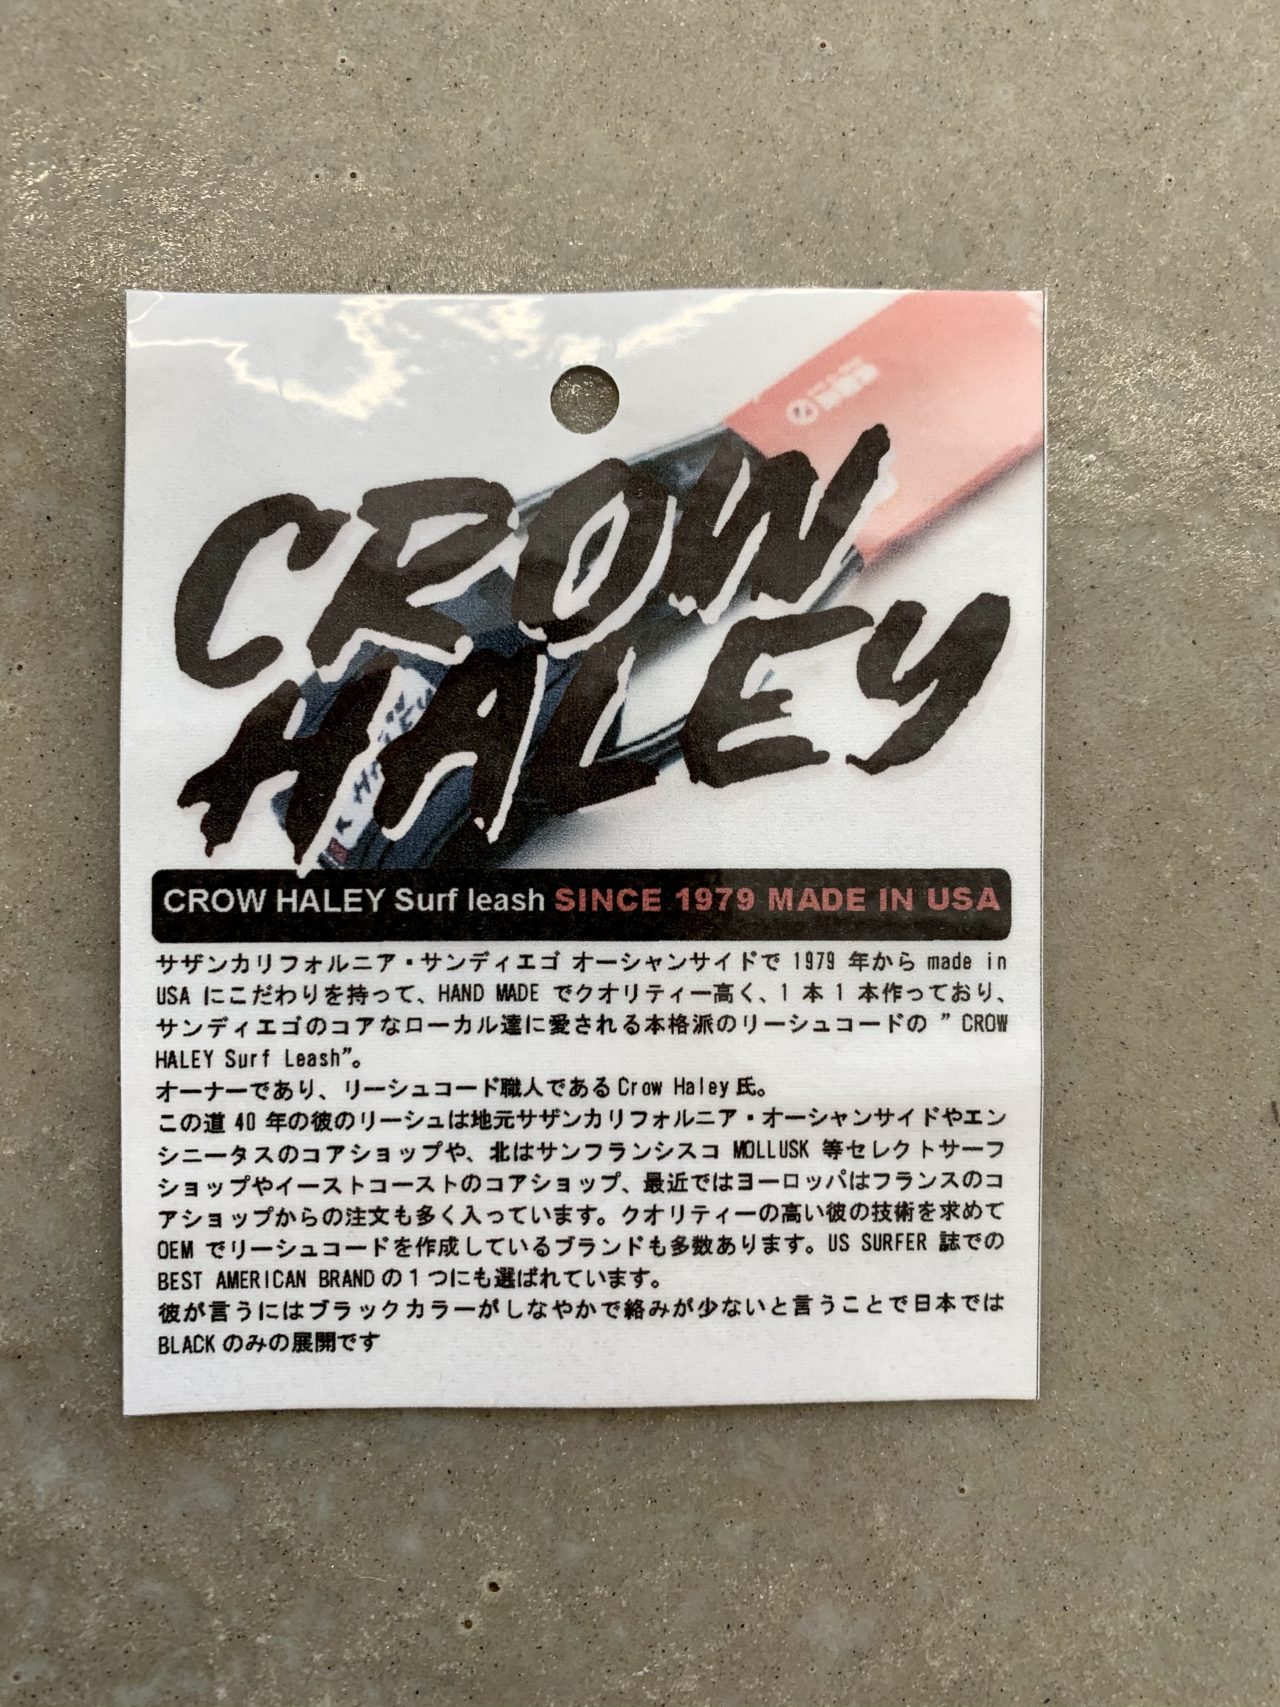 CROW
HALEY
CROW HALEY Surf leash SINCE 1979 MADE IN USA
サザンカリフォルニア・サンディエゴ オーシャンサイドで 1979 年から made in
USA にこだわりを持って、HAND MADE でクオリティー高く、1 本 1 本作っており、
サンディエゴのコアなローカル達に愛される本格派のリーシュコードの ” CROW
HALEY Surf Leash”。
オーナーであり、リーシュコード職人であるCrow Haley氏。
この道 40 年の彼のリーシュは地元サザンカリフォルニア・オーシャンサイドやエン
シニータスのコアショップや、北はサンフランシスコ MOLLUSK 等セレクトサーフ
ショップやイーストコーストのコアショップ、最近ではヨーロッパはフランスのコ
アショップからの注文も多く入っています。クオリティーの高い彼の技術を求めて
OEM でリーシュコードを作成しているブランドも多数あります。US SURFER 誌での
BEST AMERICAN BRAND の 1 つにも選ばれています。
彼が言うにはブラックカラーがしなやかで絡みが少ないと言うことで日本では
BLACK のみの展開です